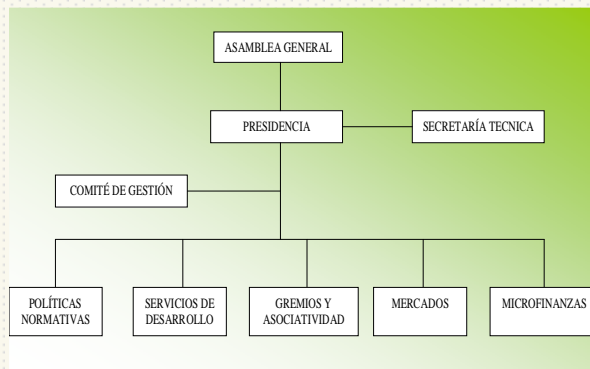 ASAMBLEA GENERAL
PRESIDENCIA
SECRETARÍA TECNICA
COMITÉ DE GESTIÓN
POLÍTICAS
NORMATIVAS
SERVICIOS DE
DESARROLLO
GREMIOS Y
ASOCIATIVIDAD
MERCADOS
MICROFINANZAS